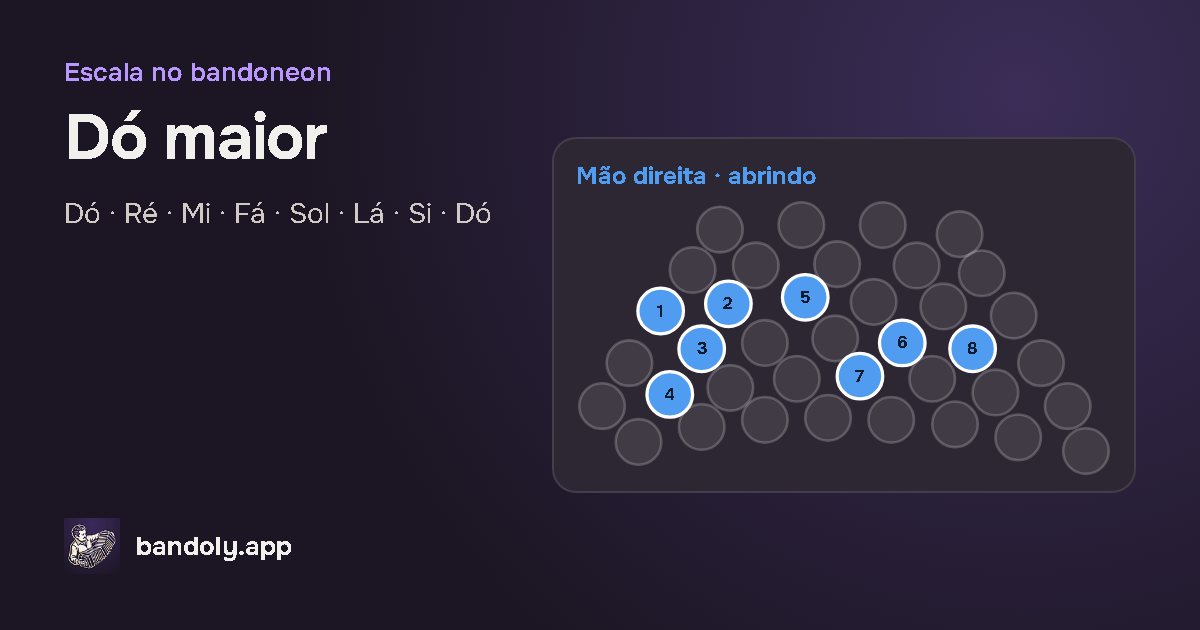 Escala no bandoneon
Dó maior
Dó · Ré · Mi · Fá · Sol · Lá · Si · Dó
Mão direita · abrindo
1
2
5
3
6
8
7
4
bandoly.app